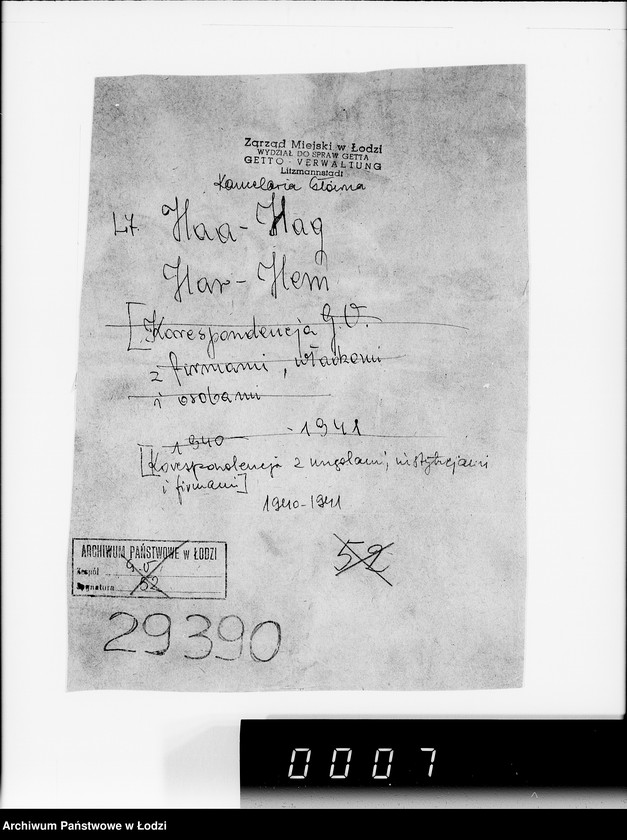 Zarząd Miejski w Łodzi
WYDZIAŁ DO SPRAW GETTA
GETTO - VERWALTUNG
Litzmannstadt
Kancelaria Główna
L7. Haa - Hag
Har - Hem
[Korespondencja G.V.
z firmami, władzami
i osobami
1940 - 1941
[Korespondencja z urzędami, instytucjami
i firmami]
1940-1941
ARCHIWUM PAŃSTWOWE w ŁODZI
Zespół G.V
Sygnatura 52
52
29390
0007
Archiwum Państwowe w Łodzi